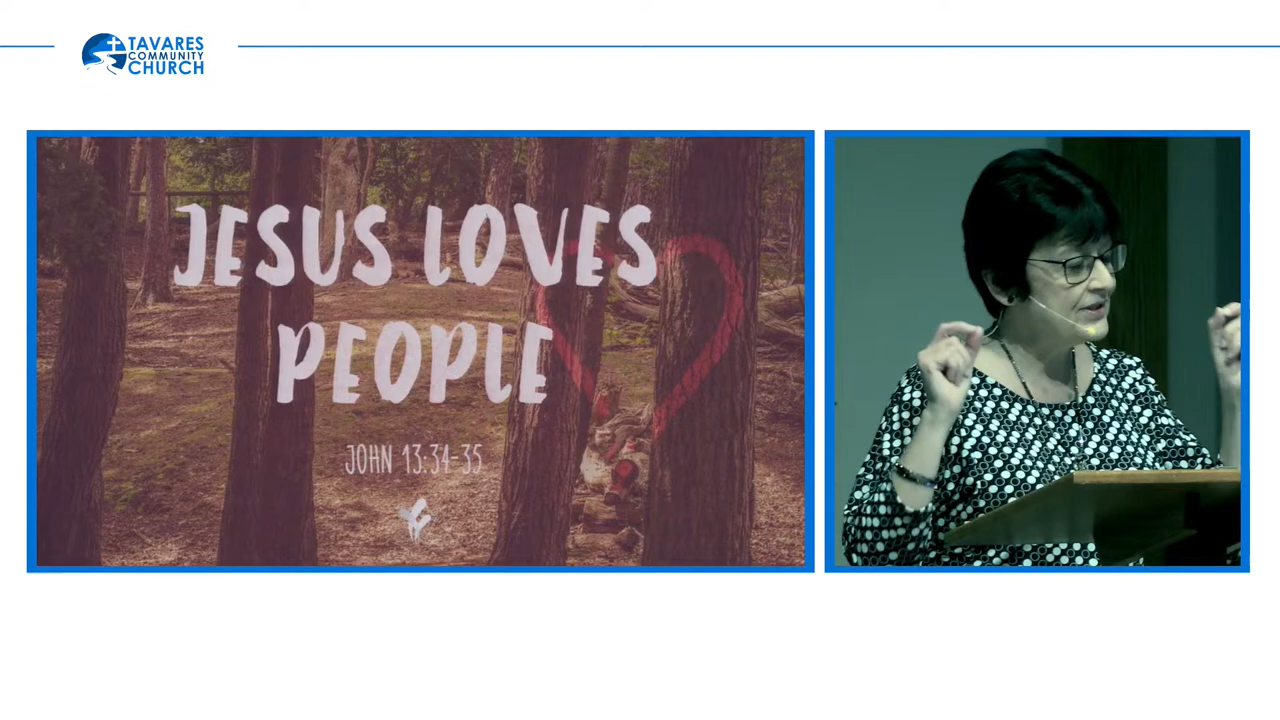 TAVARES
COMMUNITY
CHURCH
JESUS LOVES
PEOPLE
JOHN 13:34-35